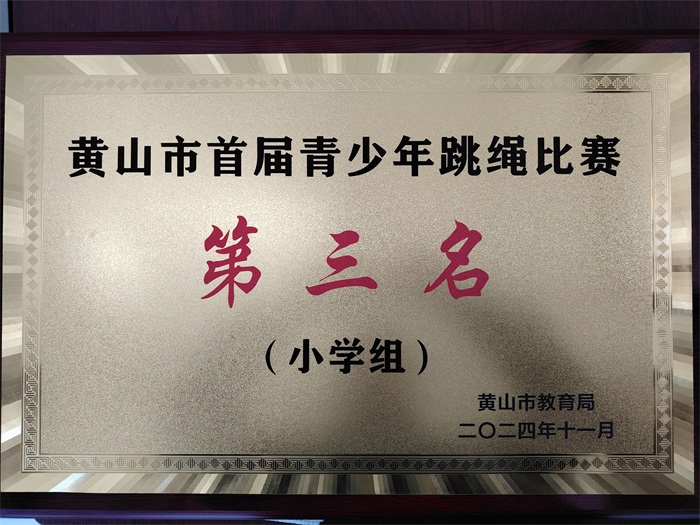 黄山市首届青少年跳绳比赛
第三名
（小学组）
黄山市教育局
二〇二四年十一月